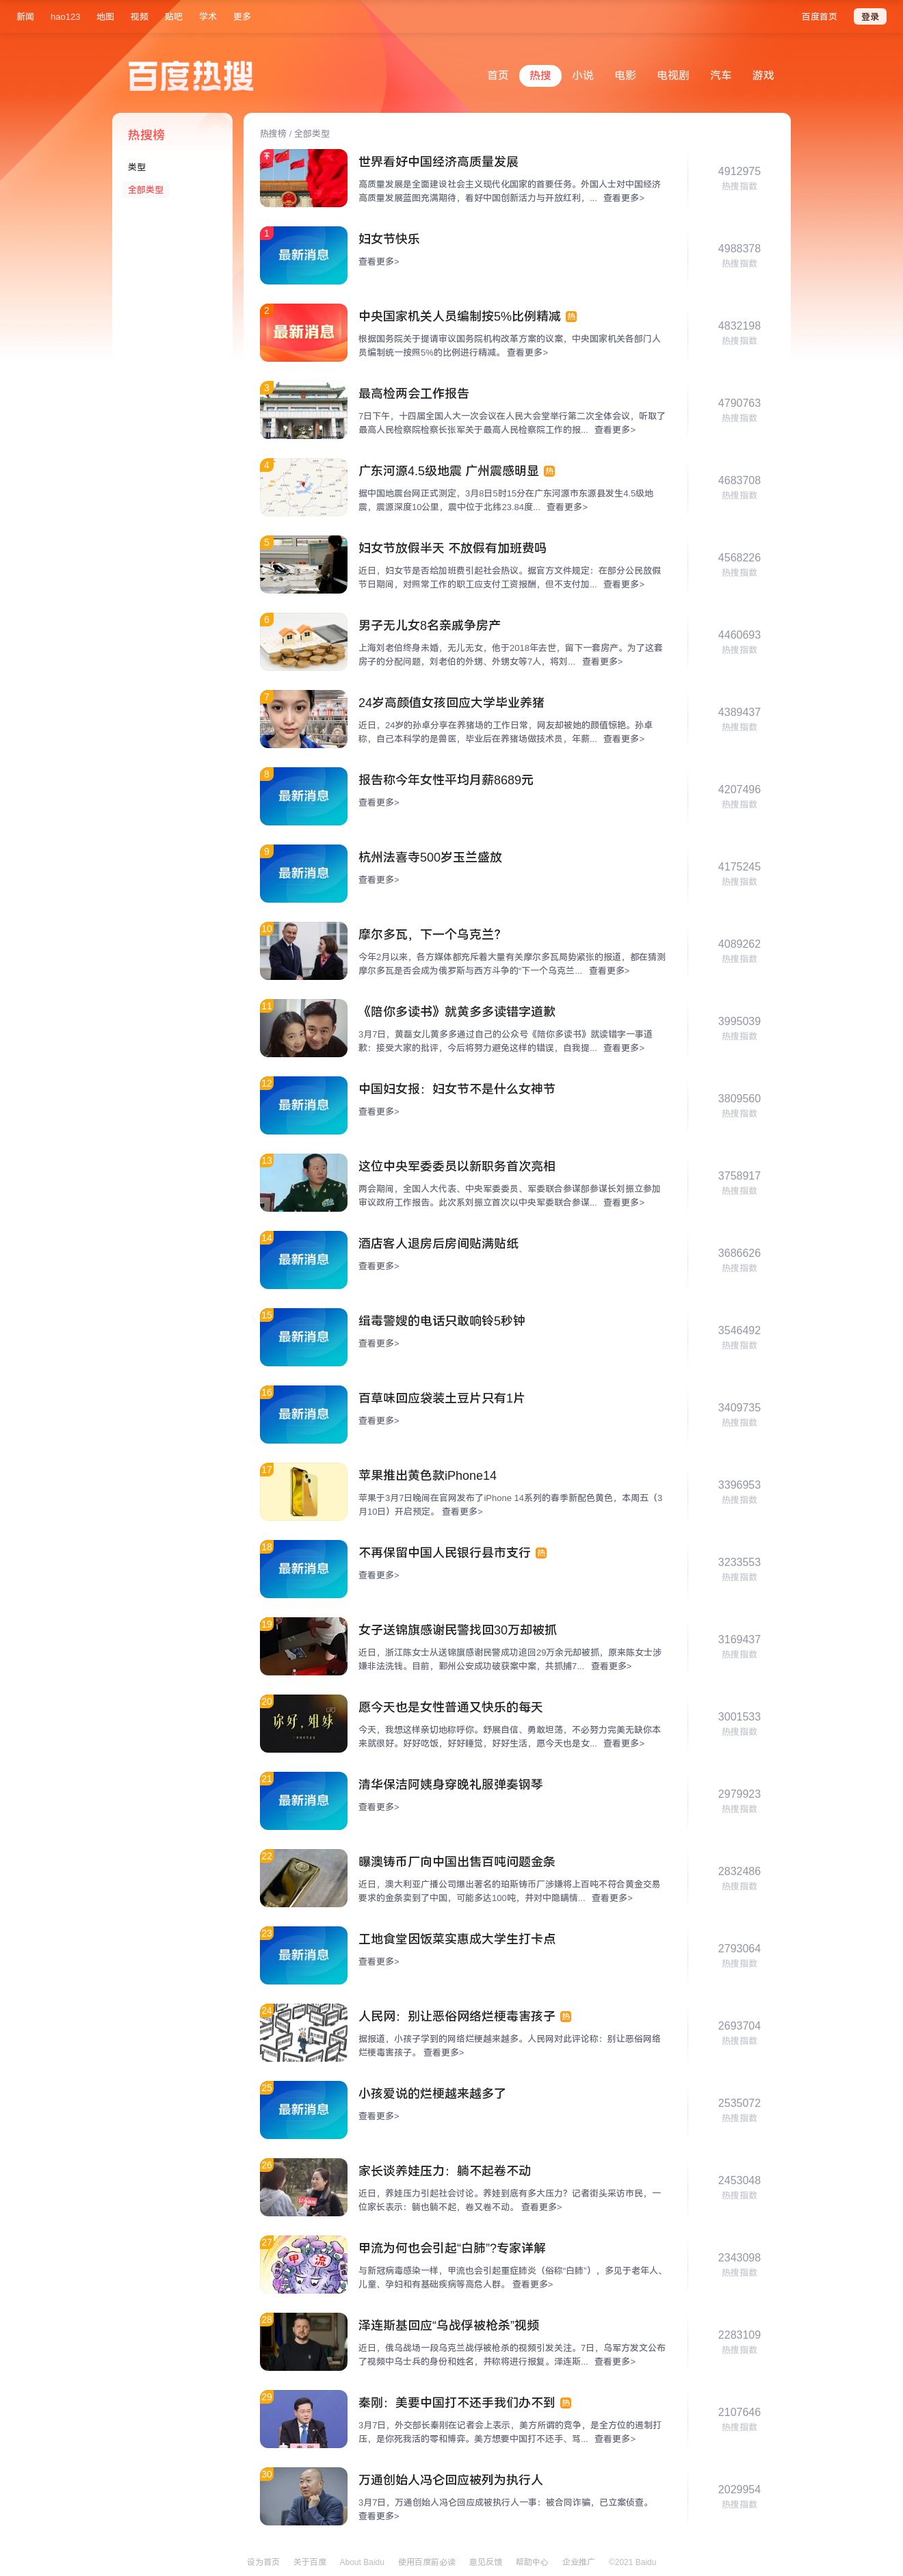 新闻 hao123 地图 视频 贴吧 学术 更多 百度首页 登录
百度热搜
首页 热搜 小说 电影 电视剧 汽车 游戏
热搜榜
类型
全部类型
热搜榜 / 全部类型
世界看好中国经济高质量发展
高质量发展是全面建设社会主义现代化国家的首要任务。外国人士对中国经济
高质量发展蓝图充满期待，看好中国创新活力与开放红利，... 查看更多>
4912975
热搜指数
1
最新消息
妇女节快乐
查看更多>
4988378
热搜指数
2
最新消息
中央国家机关人员编制按5%比例精减 热
根据国务院关于提请审议国务院机构改革方案的议案，中央国家机关各部门人
员编制统一按照5%的比例进行精减。 查看更多>
4832198
热搜指数
3
最高检两会工作报告
7日下午，十四届全国人大一次会议在人民大会堂举行第二次全体会议，听取了
最高人民检察院检察长张军关于最高人民检察院工作的报... 查看更多>
4790763
热搜指数
4
广东河源4.5级地震 广州震感明显 热
据中国地震台网正式测定，3月8日5时15分在广东河源市东源县发生4.5级地
震，震源深度10公里，震中位于北纬23.84度... 查看更多>
4683708
热搜指数
5
妇女节放假半天 不放假有加班费吗
近日，妇女节是否给加班费引起社会热议。据官方文件规定：在部分公民放假
节日期间，对照常工作的职工应支付工资报酬，但不支付加... 查看更多>
4568226
热搜指数
6
男子无儿女8名亲戚争房产
上海刘老伯终身未婚，无儿无女，他于2018年去世，留下一套房产。为了这套
房子的分配问题，刘老伯的外甥、外甥女等7人，将刘... 查看更多>
4460693
热搜指数
7
24岁高颜值女孩回应大学毕业养猪
近日，24岁的孙卓分享在养猪场的工作日常，网友却被她的颜值惊艳。孙卓
称，自己本科学的是兽医，毕业后在养猪场做技术员，年薪... 查看更多>
4389437
热搜指数
8
最新消息
报告称今年女性平均月薪8689元
查看更多>
4207496
热搜指数
9
最新消息
杭州法喜寺500岁玉兰盛放
查看更多>
4175245
热搜指数
10
摩尔多瓦，下一个乌克兰？
今年2月以来，各方媒体都充斥着大量有关摩尔多瓦局势紧张的报道，都在猜测
摩尔多瓦是否会成为俄罗斯与西方斗争的“下一个乌克兰... 查看更多>
4089262
热搜指数
11
《陪你多读书》就黄多多读错字道歉
3月7日，黄磊女儿黄多多通过自己的公众号《陪你多读书》就读错字一事道
歉：接受大家的批评，今后将努力避免这样的错误，自我提... 查看更多>
3995039
热搜指数
12
最新消息
中国妇女报：妇女节不是什么女神节
查看更多>
3809560
热搜指数
13
这位中央军委委员以新职务首次亮相
两会期间，全国人大代表、中央军委委员、军委联合参谋部参谋长刘振立参加
审议政府工作报告。此次系刘振立首次以中央军委联合参谋... 查看更多>
3758917
热搜指数
14
最新消息
酒店客人退房后房间贴满贴纸
查看更多>
3686626
热搜指数
15
最新消息
缉毒警嫂的电话只敢响铃5秒钟
查看更多>
3546492
热搜指数
16
最新消息
百草味回应袋装土豆片只有1片
查看更多>
3409735
热搜指数
17
苹果推出黄色款iPhone14
苹果于3月7日晚间在官网发布了iPhone 14系列的春季新配色黄色，本周五（3
月10日）开启预定。 查看更多>
3396953
热搜指数
18
最新消息
不再保留中国人民银行县市支行 热
查看更多>
3233553
热搜指数
19
女子送锦旗感谢民警找回30万却被抓
近日，浙江陈女士从送锦旗感谢民警成功追回29万余元却被抓，原来陈女士涉
嫌非法洗钱。目前，鄞州公安成功破获案中案，共抓捕7... 查看更多>
3169437
热搜指数
20
你好，姐妹
愿今天也是女性普通又快乐的每天
今天，我想这样亲切地称呼你。舒展自信、勇敢坦荡，不必努力完美无缺你本
来就很好。好好吃饭，好好睡觉，好好生活，愿今天也是女... 查看更多>
3001533
热搜指数
21
最新消息
清华保洁阿姨身穿晚礼服弹奏钢琴
查看更多>
2979923
热搜指数
22
曝澳铸币厂向中国出售百吨问题金条
近日，澳大利亚广播公司爆出著名的珀斯铸币厂涉嫌将上百吨不符合黄金交易
要求的金条卖到了中国，可能多达100吨，并对中隐瞒情... 查看更多>
2832486
热搜指数
23
最新消息
工地食堂因饭菜实惠成大学生打卡点
查看更多>
2793064
热搜指数
24
人民网：别让恶俗网络烂梗毒害孩子 热
据报道，小孩子学到的网络烂梗越来越多。人民网对此评论称：别让恶俗网络
烂梗毒害孩子。 查看更多>
2693704
热搜指数
25
最新消息
小孩爱说的烂梗越来越多了
查看更多>
2535072
热搜指数
26
家长谈养娃压力：躺不起卷不动
近日，养娃压力引起社会讨论。养娃到底有多大压力？记者街头采访市民，一
位家长表示：躺也躺不起，卷又卷不动。 查看更多>
2453048
热搜指数
27
甲流
甲流为何也会引起“白肺”?专家详解
与新冠病毒感染一样，甲流也会引起重症肺炎（俗称“白肺”），多见于老年人、
儿童、孕妇和有基础疾病等高危人群。 查看更多>
2343098
热搜指数
28
泽连斯基回应“乌战俘被枪杀”视频
近日，俄乌战场一段乌克兰战俘被枪杀的视频引发关注。7日，乌军方发文公布
了视频中乌士兵的身份和姓名，并称将进行报复。泽连斯... 查看更多>
2283109
热搜指数
29
秦刚：美要中国打不还手我们办不到 热
3月7日，外交部长秦刚在记者会上表示，美方所谓的竞争，是全方位的遏制打
压，是你死我活的零和博弈。美方想要中国打不还手、骂... 查看更多>
2107646
热搜指数
30
万通创始人冯仑回应被列为执行人
3月7日，万通创始人冯仑回应成被执行人一事：被合同诈骗，已立案侦查。
查看更多>
2029954
热搜指数
设为首页 关于百度 About Baidu 使用百度前必读 意见反馈 帮助中心 企业推广 ©2021 Baidu